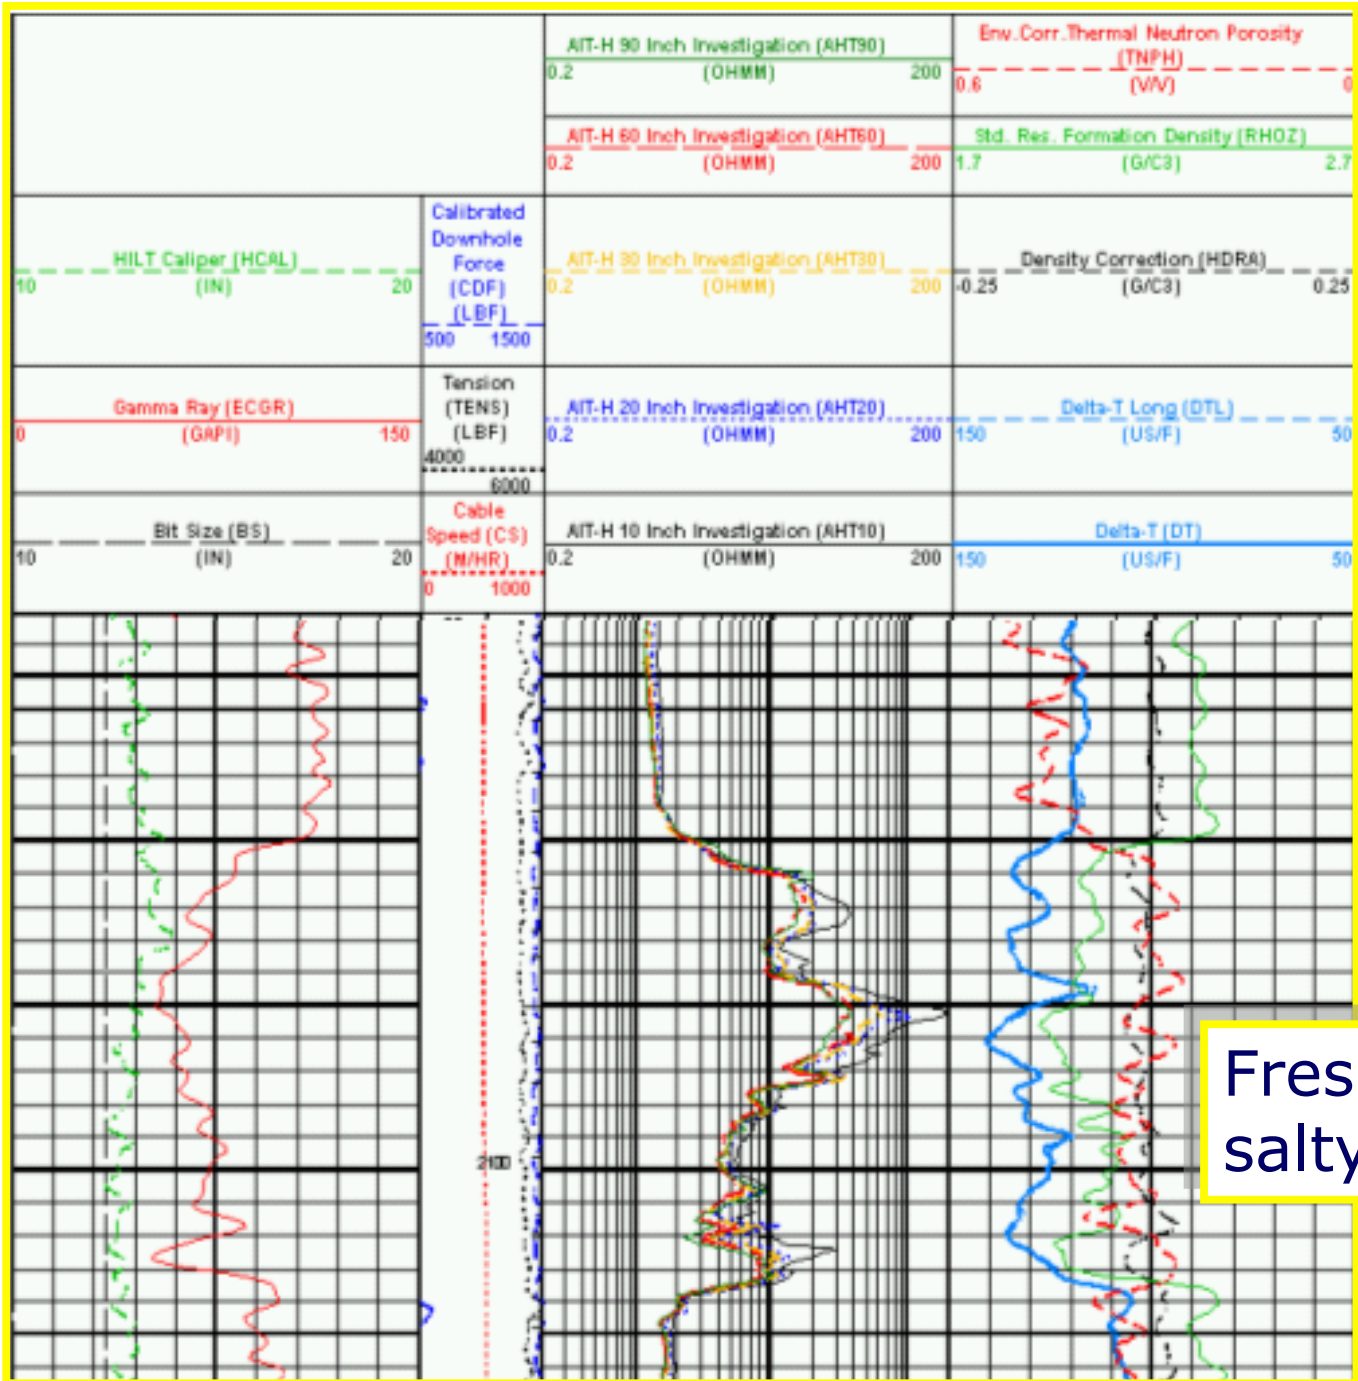 AIT-H 90 Inch Investigation (AHT90)
0.2 (OHMM) 200
Env.Corr.Thermal Neutron Porosity
(TNPH)
0.6 (V/V) 0
AIT-H 60 Inch Investigation (AHT60)
0.2 (OHMM) 200
Std. Res. Formation Density (RHOZ)
1.7 (G/C3) 2.7
HILT Caliper (HCAL)
10 (IN) 20
Calibrated
Downhole
Force
(CDF)
(LBF)
500 1500
AIT-H 30 Inch Investigation (AHT30)
0.2 (OHMM) 200
Density Correction (HDRA)
-0.25 (G/C3) 0.25
Gamma Ray (ECGR)
0 (GAPI) 150
Tension
(TENS)
(LBF)
4000
6000
AIT-H 20 Inch Investigation (AHT20)
0.2 (OHMM) 200
Delta-T Long (DTL)
150 (US/F) 50
Bit Size (BS)
10 (IN) 20
Cable
Speed (CS)
(M/HR)
0 1000
AIT-H 10 Inch Investigation (AHT10)
0.2 (OHMM) 200
Delta-T (DT)
150 (US/F) 50
2100
Fres
salty